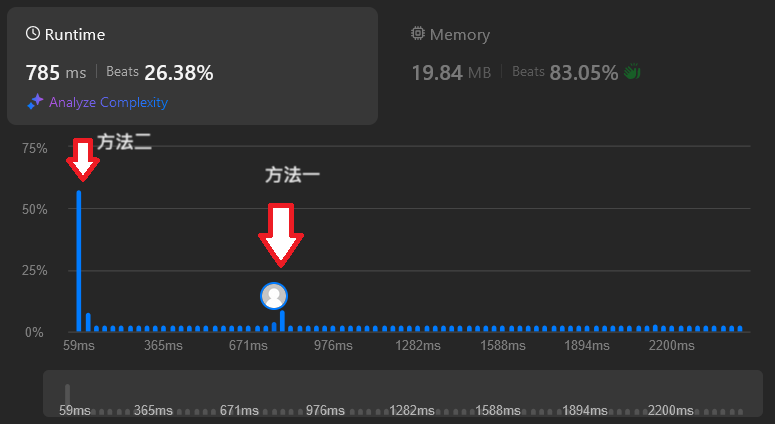 Runtime
Memory
785 ms | Beats 26.38%
19.84 MB | Beats 83.05%
Analyze Complexity
方法二
方法一
75%
50%
25%
0%
59ms 365ms 671ms 976ms 1282ms 1588ms 1894ms 2200ms
59ms 365ms 671ms 976ms 1282ms 1588ms 1894ms 2200ms